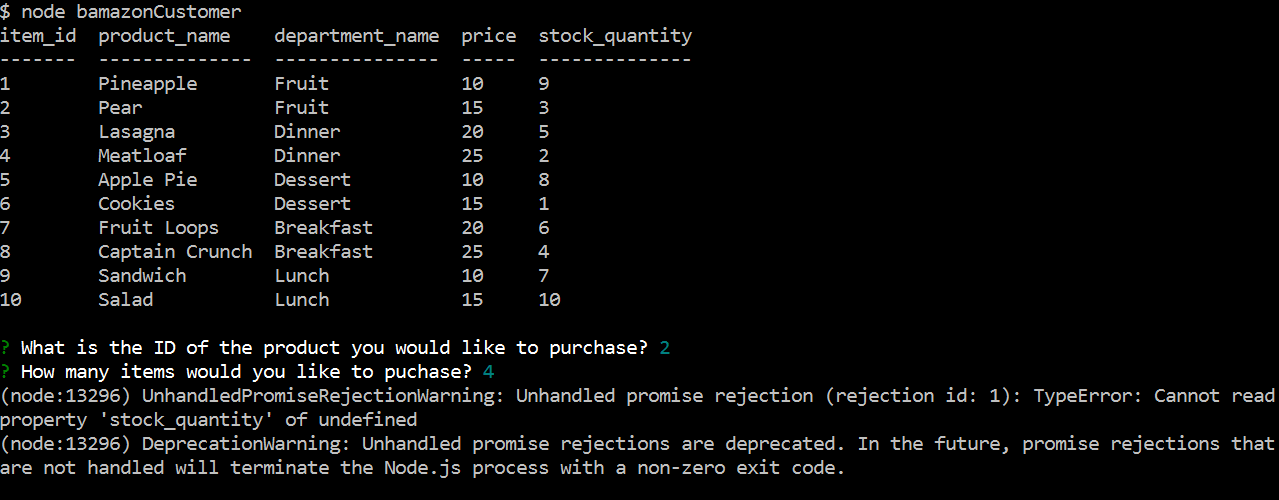 $ node bamazonCustomer
item_id  product_name    department_name  price  stock_quantity
-------  --------------  ---------------  -----  --------------
1        Pineapple       Fruit            10     9
2        Pear            Fruit            15     3
3        Lasagna         Dinner           20     5
4        Meatloaf        Dinner           25     2
5        Apple Pie       Dessert          10     8
6        Cookies         Dessert          15     1
7        Fruit Loops     Breakfast        20     6
8        Captain Crunch  Breakfast        25     4
9        Sandwich        Lunch            10     7
10       Salad           Lunch            15     10
? What is the ID of the product you would like to purchase? 2
? How many items would you like to puchase? 4
(node:13296) UnhandledPromiseRejectionWarning: Unhandled promise rejection (rejection id: 1): TypeError: Cannot read
property 'stock_quantity' of undefined
(node:13296) DeprecationWarning: Unhandled promise rejections are deprecated. In the future, promise rejections that
are not handled will terminate the Node.js process with a non-zero exit code.